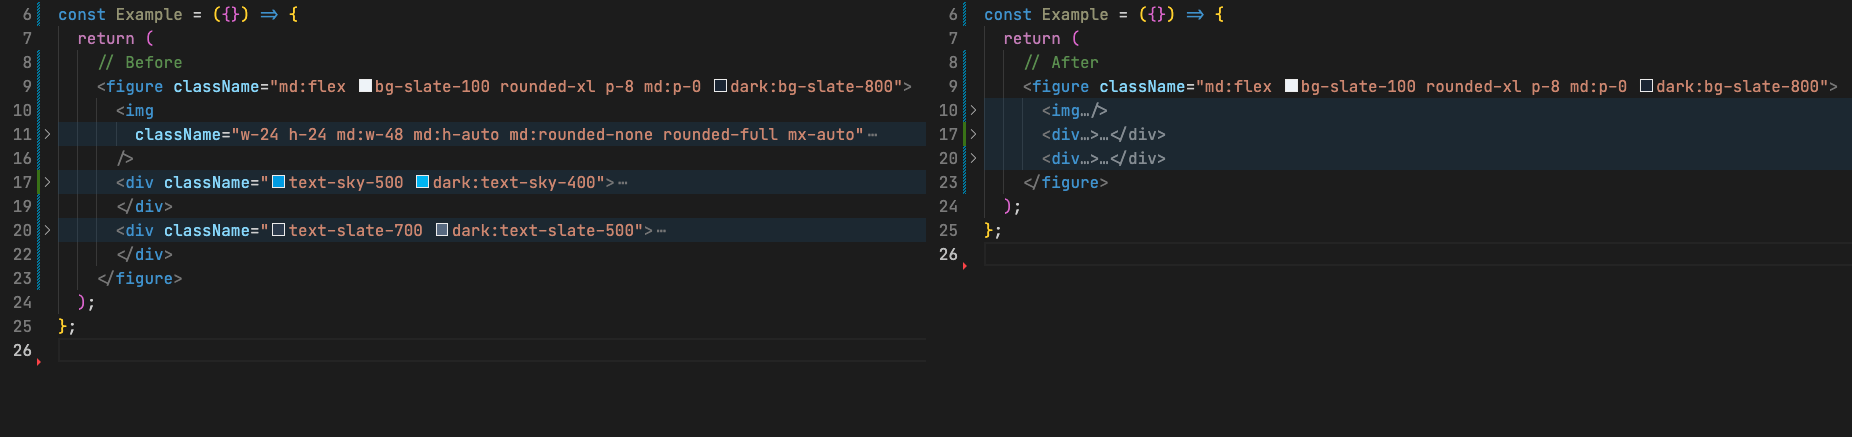 6 const Example = ({}) => {
7 return (
8 // Before
9 <figure className="md:flex bg-slate-100 rounded-xl p-8 md:p-0 dark:bg-slate-800">
10 <img
11 className="w-24 h-24 md:w-48 md:h-auto md:rounded-none rounded-full mx-auto" ⋯
16 />
17 <div className="text-sky-500 dark:text-sky-400"> ⋯
19 </div>
20 <div className="text-slate-700 dark:text-slate-500"> ⋯
22 </div>
23 </figure>
24 );
25 };
26
6 const Example = ({}) => {
7 return (
8 // After
9 <figure className="md:flex bg-slate-100 rounded-xl p-8 md:p-0 dark:bg-slate-800">
10 <img…/>
17 <div…>…</div>
20 <div…>…</div>
23 </figure>
24 );
25 };
26